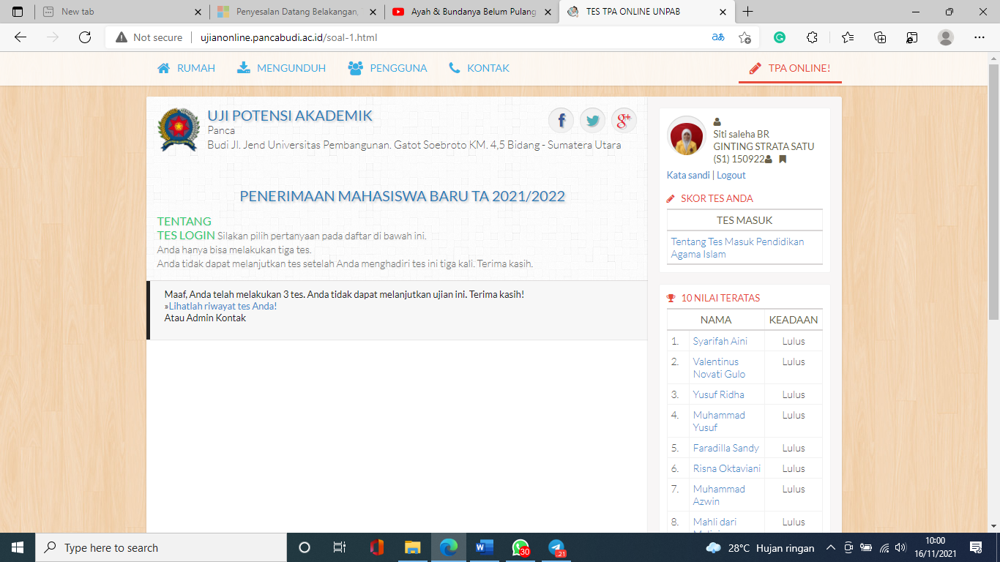 New tab
Penyesalan Datang Belakangan,
Ayah & Bundanya Belum Pulang
TES TPA ONLINE UNPAB
Not secure
ujianonline.pancabudi.ac.id/soal-1.html
RUMAH
MENGUNDUH
PENGGUNA
KONTAK
TPA ONLINE!
UJI POTENSI AKADEMIK
Panca
Budi Jl. Jend Universitas Pembangunan. Gatot Soebroto KM. 4,5 Bidang - Sumatera Utara
PENERIMAAN MAHASISWA BARU TA 2021/2022
TENTANG
TES LOGIN Silakan pilih pertanyaan pada daftar di bawah ini.
Anda hanya bisa melakukan tiga tes.
Anda tidak dapat melanjutkan tes setelah Anda menghadiri tes ini tiga kali. Terima kasih.
Maaf, Anda telah melakukan 3 tes. Anda tidak dapat melanjutkan ujian ini. Terima kasih!
»Lihatlah riwayat tes Anda!
Atau Admin Kontak
Siti saleha BR
GINTING STRATA SATU
(S1) 150922
Kata sandi | Logout
SKOR TES ANDA
TES MASUK
Tentang Tes Masuk Pendidikan
Agama Islam
10 NILAI TERATAS
NAMA KEADAAN
1. Syarifah Aini Lulus
2. Valentinus Lulus
Novati Gulo
3. Yusuf Ridha Lulus
4. Muhammad Lulus
Yusuf
5. Faradilla Sandy Lulus
6. Risna Oktaviani Lulus
7. Muhammad Lulus
Azwin
8. Mahli dari Lulus
Type here to search
30
21
28°C Hujan ringan
10:00
16/11/2021